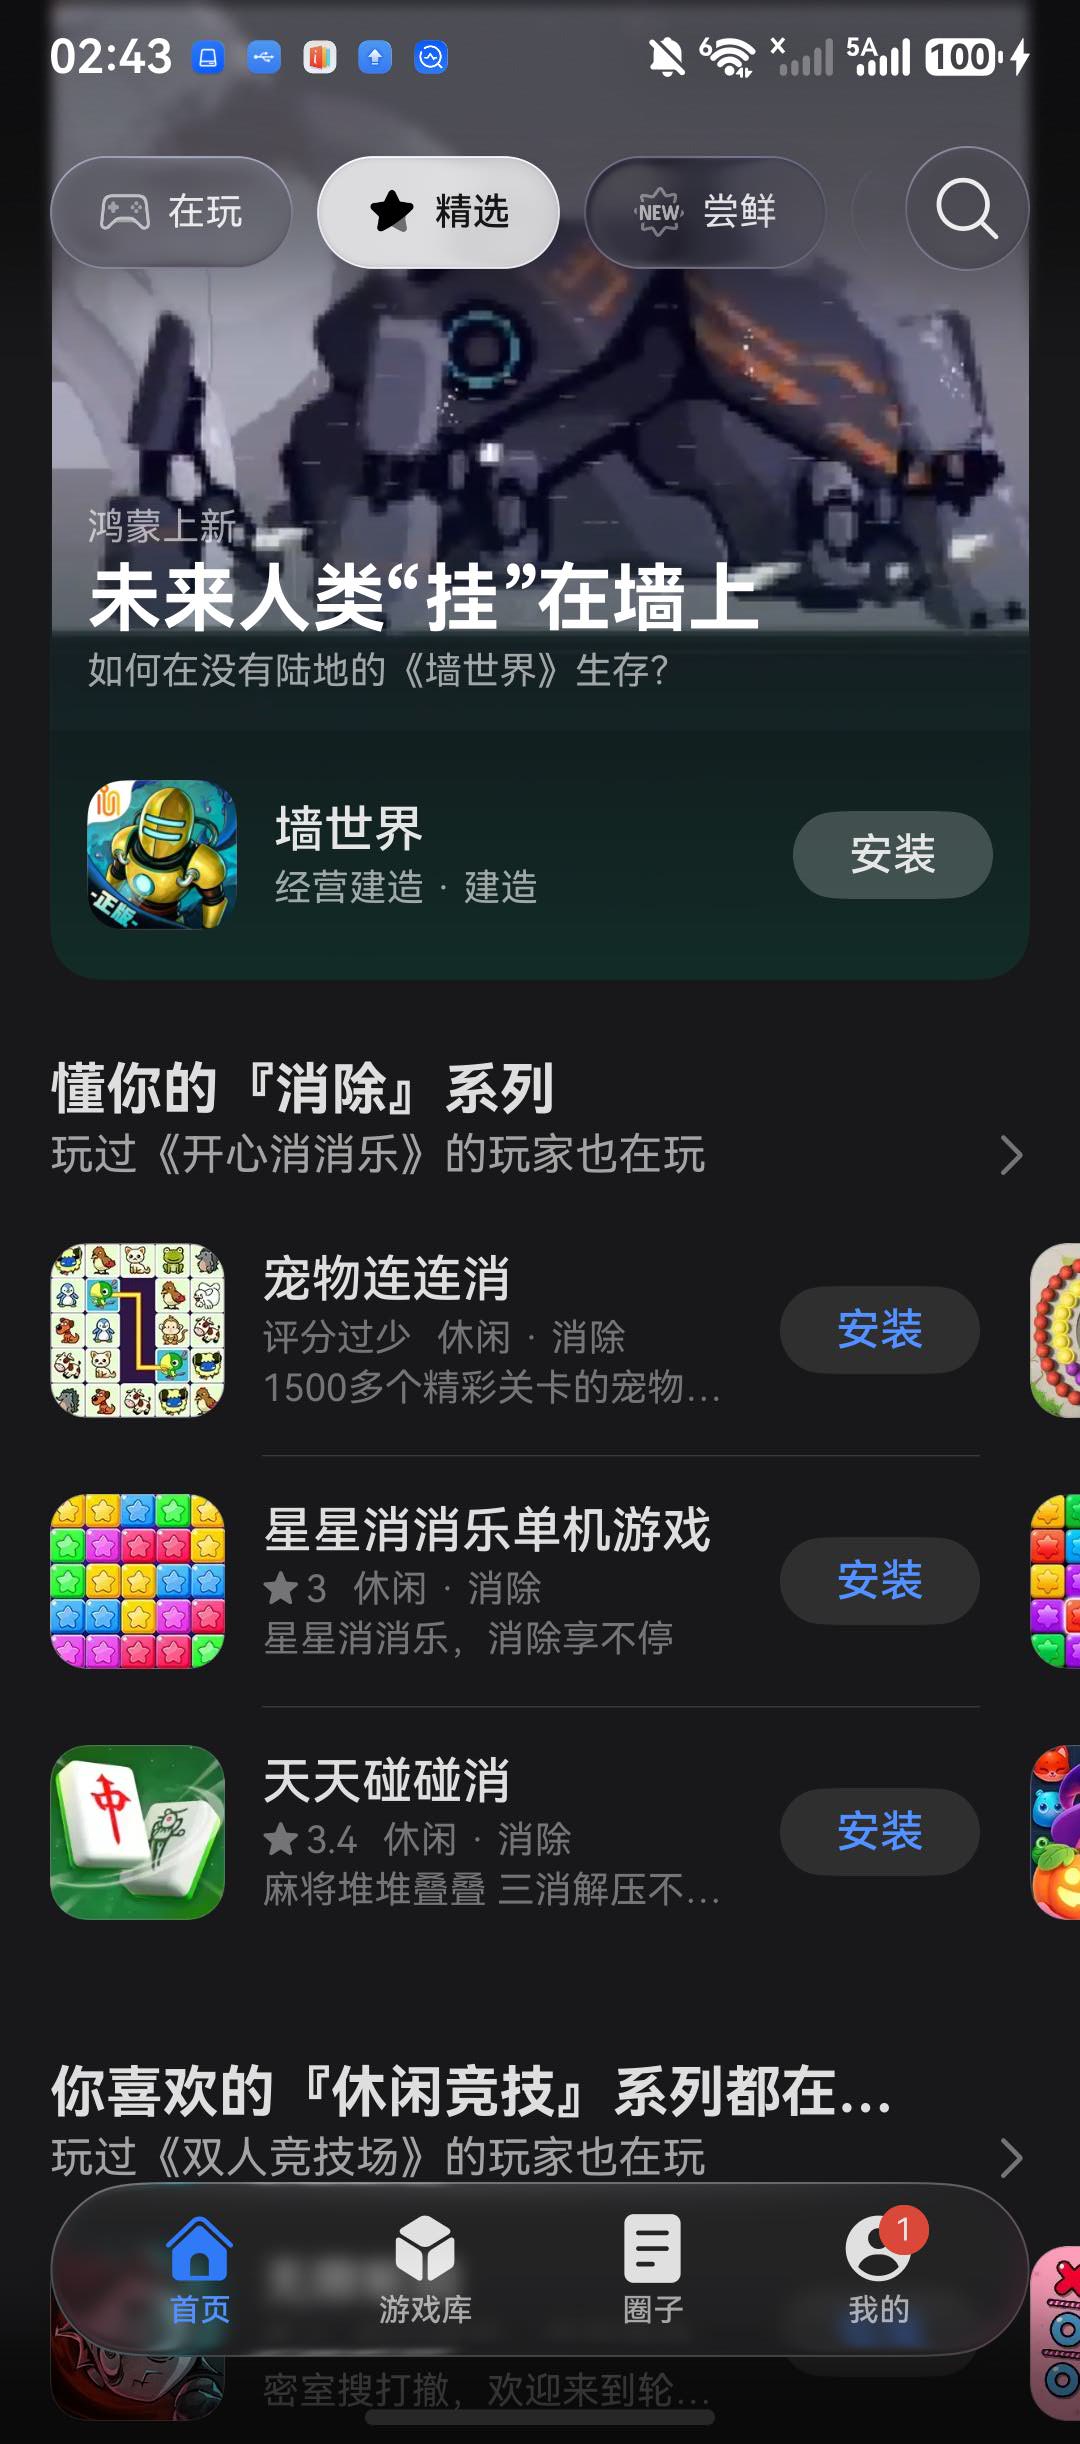 02:43
6
5A
100
在玩
精选
NEW
尝鲜
鸿蒙上新
未来人类“挂”在墙上
如何在没有陆地的《墙世界》生存？
墙世界
经营建造 · 建造
安装
-正版-
懂你的『消除』系列
玩过《开心消消乐》的玩家也在玩
宠物连连消
评分过少 休闲 · 消除
1500多个精彩关卡的宠物...
安装
星星消消乐单机游戏
3 休闲 · 消除
星星消消乐，消除享不停
安装
天天碰碰消
3.4 休闲 · 消除
麻将堆堆叠叠 三消解压不...
安装
中
你喜欢的『休闲竞技』系列都在...
玩过《双人竞技场》的玩家也在玩
首页
游戏库
圈子
1
我的
密室搜打撤，欢迎来到轮...